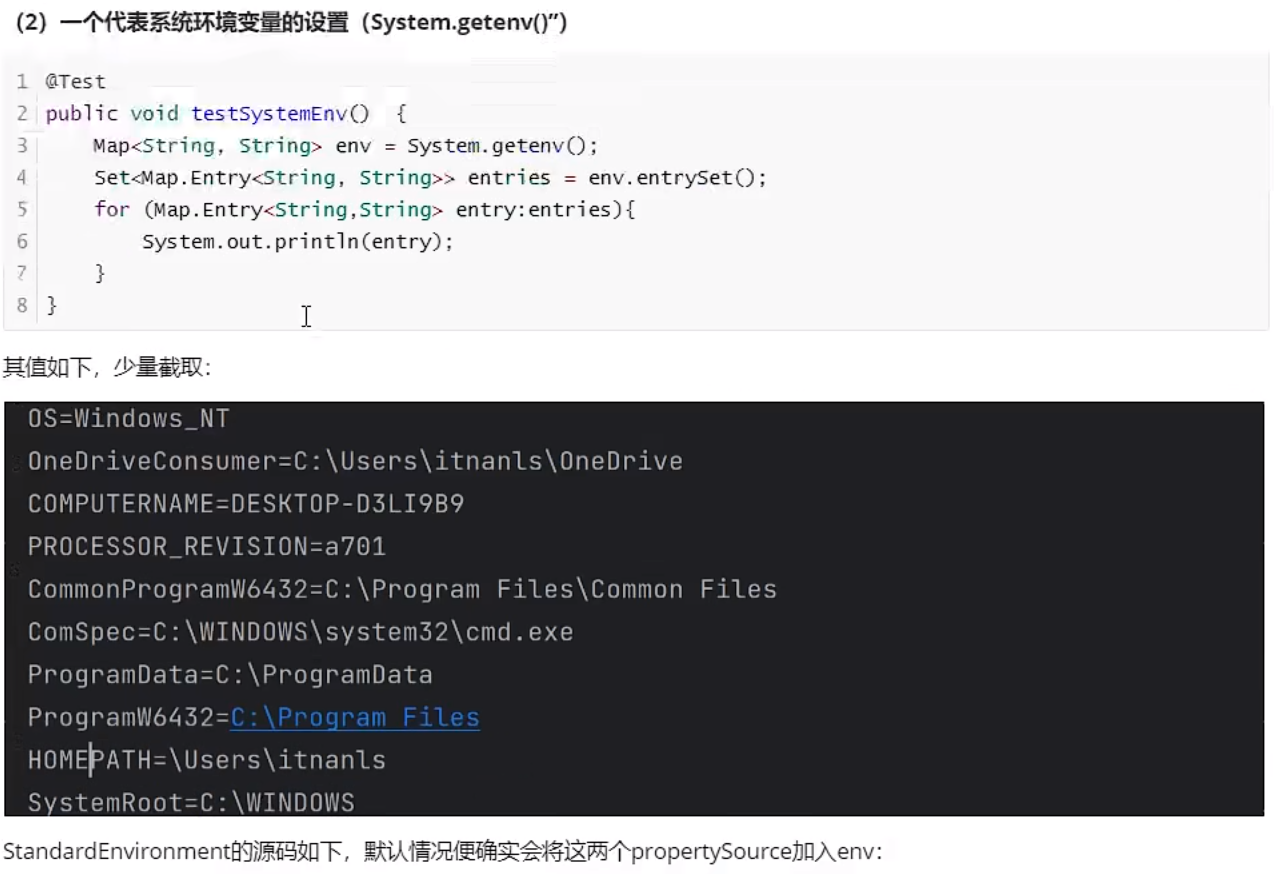 （2）一个代表系统环境变量的设置（System.getenv()”）
1 @Test
2 public void testSystemEnv()  {
3     Map<String, String> env = System.getenv();
4     Set<Map.Entry<String, String>> entries = env.entrySet();
5     for (Map.Entry<String,String> entry:entries){
6         System.out.println(entry);
7     }
8 }
其值如下，少量截取：
OS=Windows_NT
OneDriveConsumer=C:\Users\itnanls\OneDrive
COMPUTERNAME=DESKTOP-D3LI9B9
PROCESSOR_REVISION=a701
CommonProgramW6432=C:\Program Files\Common Files
ComSpec=C:\WINDOWS\system32\cmd.exe
ProgramData=C:\ProgramData
ProgramW6432=C:\Program Files
HOMEPATH=\Users\itnanls
SystemRoot=C:\WINDOWS
StandardEnvironment的源码如下，默认情况便确实会将这两个propertySource加入env：